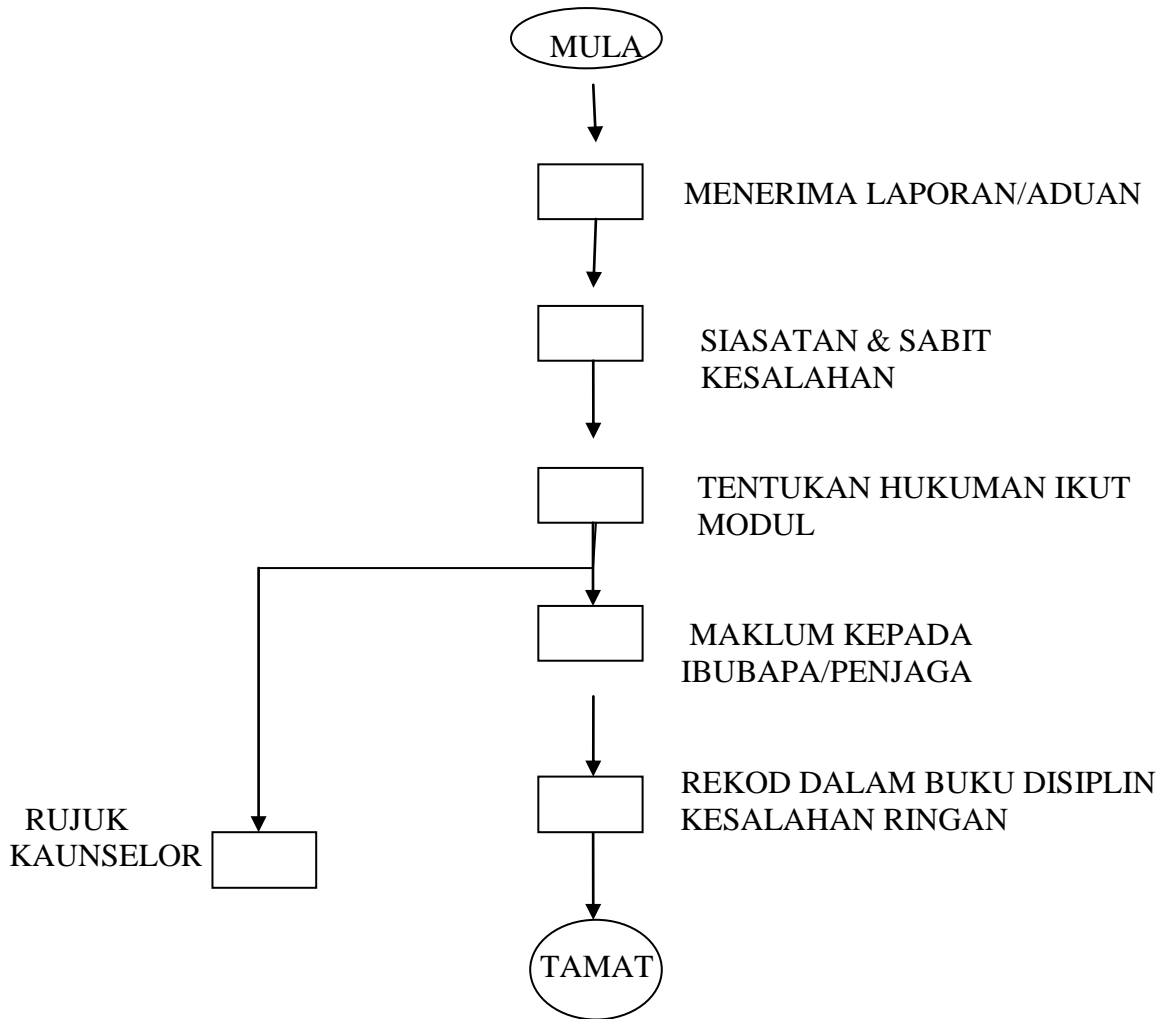 MULA
MENERIMA LAPORAN/ADUAN
SIASATAN & SABIT
KESALAHAN
TENTUKAN HUKUMAN IKUT
MODUL
MAKLUM KEPADA
IBUBAPA/PENJAGA
REKOD DALAM BUKU DISIPLIN
KESALAHAN RINGAN
RUJUK
KAUNSELOR
TAMAT